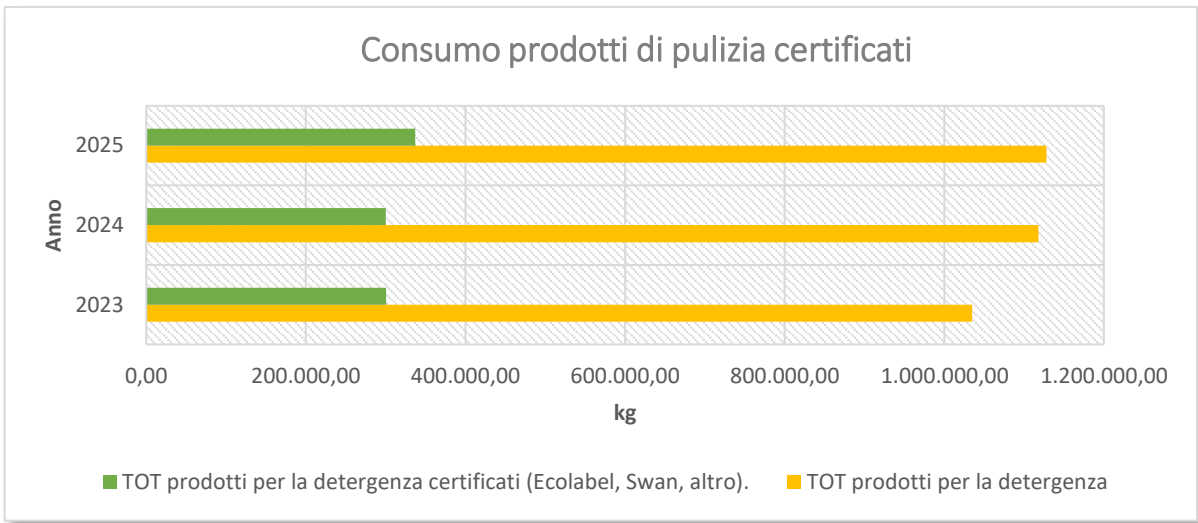 Consumo prodotti di pulizia certificati
2025
2024
2023
Anno
0,00 200.000,00 400.000,00 600.000,00 800.000,00 1.000.000,00 1.200.000,00
kg
TOT prodotti per la detergenza certificati (Ecolabel, Swan, altro). TOT prodotti per la detergenza